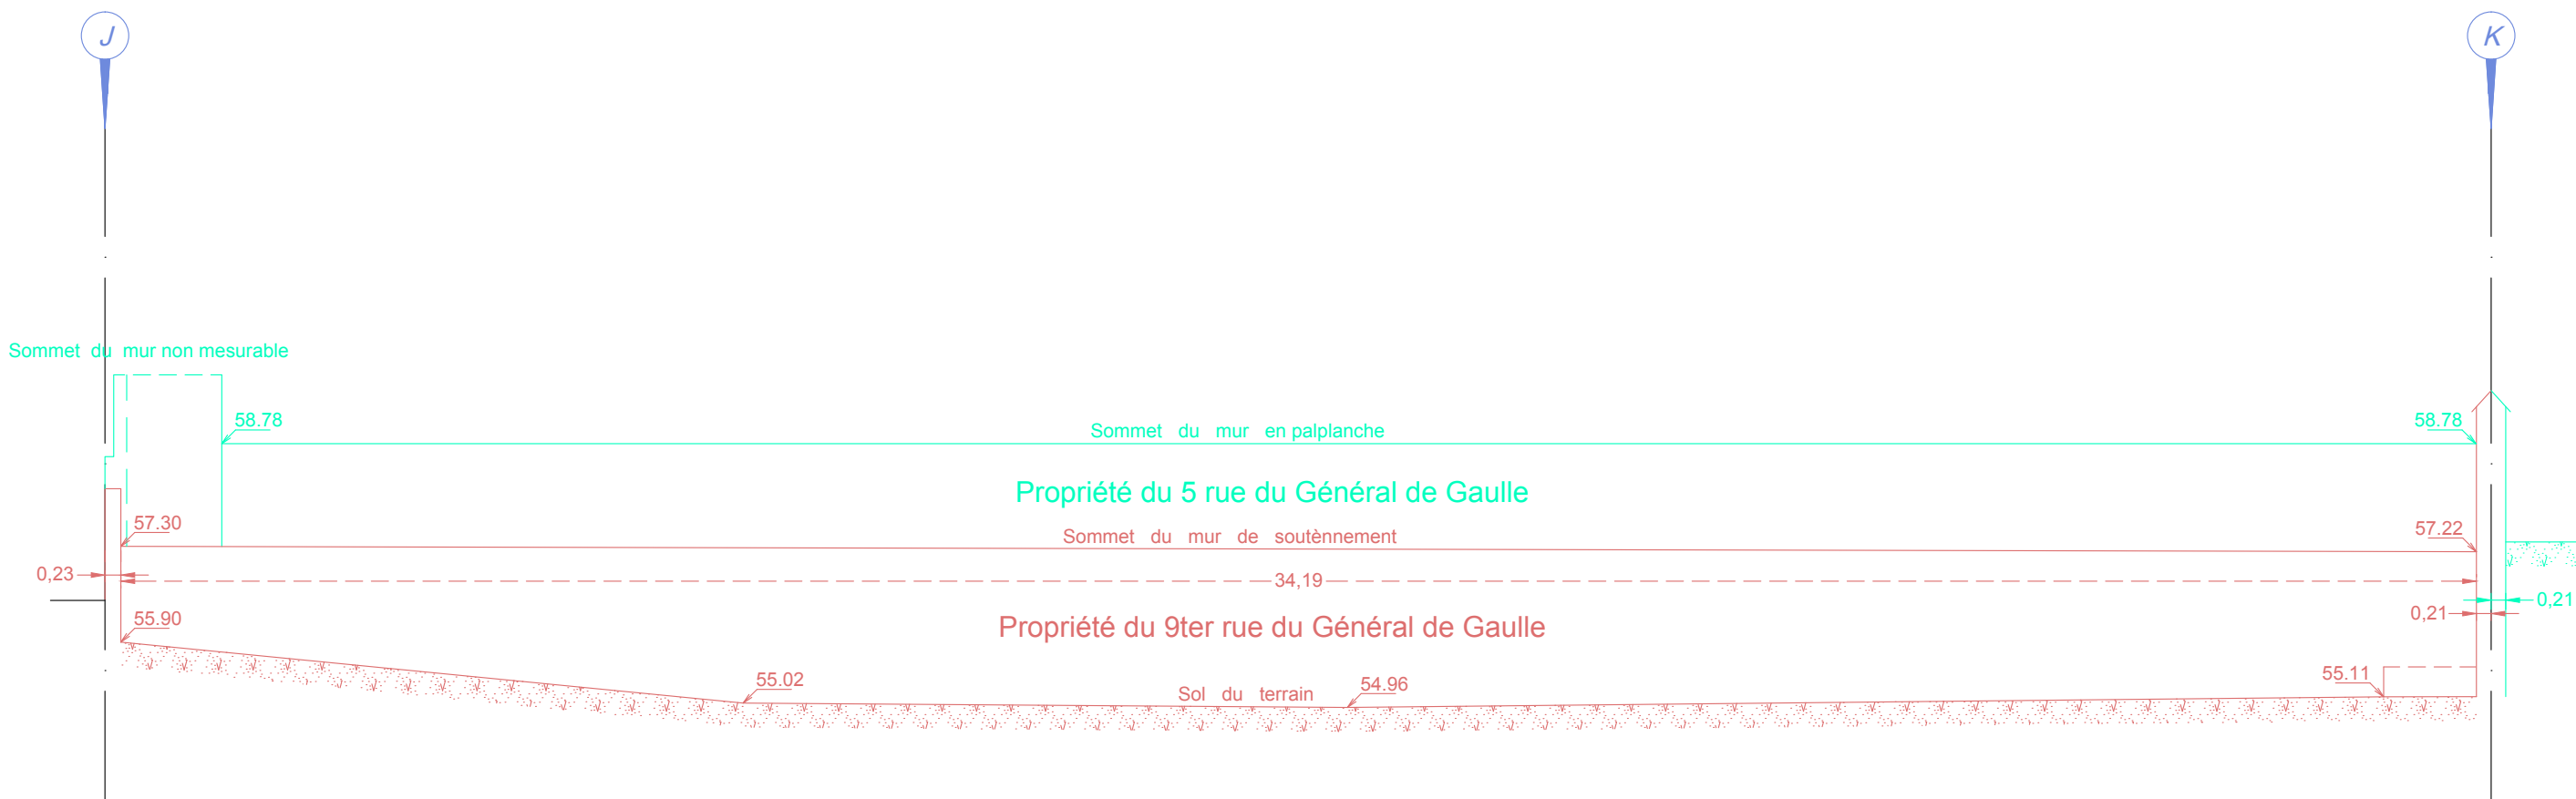 J
K
Sommet du mur non mesurable
58.78
Sommet du mur en palplanche
58.78
Propriété du 5 rue du Général de Gaulle
57.30
Sommet du mur de soutènnement
57.22
0,23
34,19
0,21
0,21
55.90
Propriété du 9ter rue du Général de Gaulle
55.02
Sol du terrain
54.96
55.11